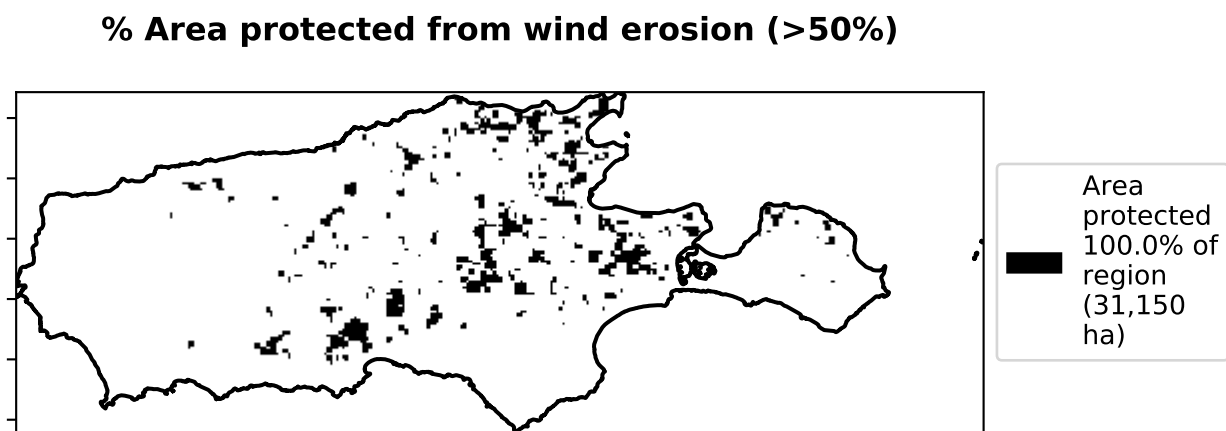 % Area protected from wind erosion (>50%)
Area
protected
100.0% of
region
(31,150
ha)